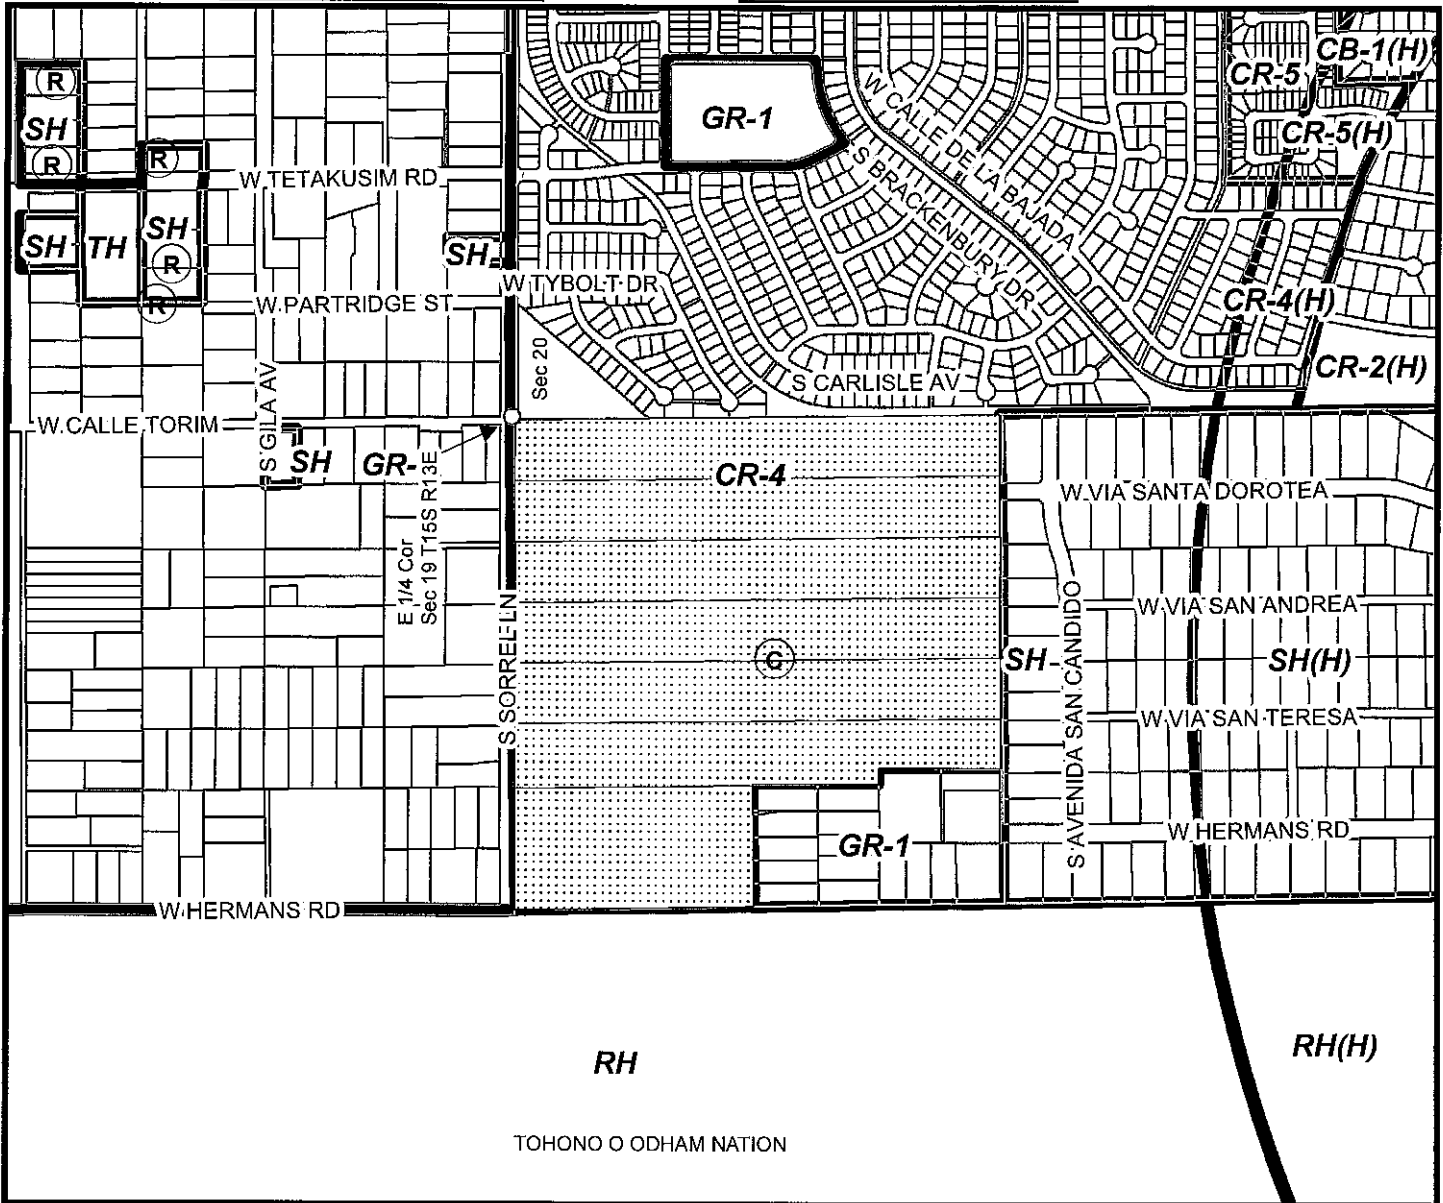 CB-1(H)
CR-5
R
GR-1
SH
CR-5(H)
R
R
W CALLE DE LA BAJADA
W TETAKUSIM RD
S BRACKENBURY DR
SH
TH
SH
R
SH
W TYBOLT DR
R
W PARTRIDGE ST
CR-4(H)
Sec 20
CR-2(H)
S CARLISLE AV
W CALLE TORIM
S GILA AV
SH
GR-
CR-4
W VIA SANTA DOROTEA
E 1/4 Cor
Sec 19 T15S R13E
W VIA SAN ANDREA
S SORREL LN
C
SH
S AVENIDA SAN CANDIDO
SH(H)
W VIA SAN TERESA
GR-1
W HERMANS RD
W HERMANS RD
RH
RH(H)
TOHONO O ODHAM NATION